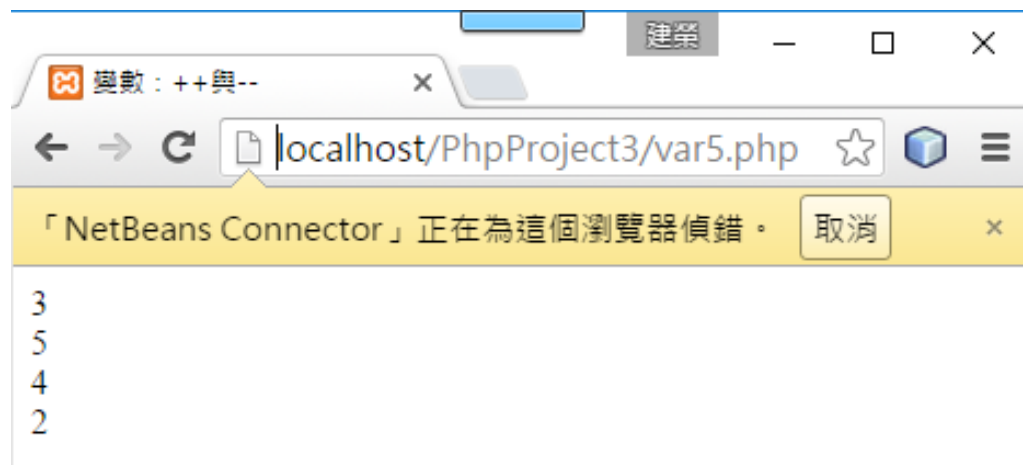 建榮
變數：++與--
localhost/PhpProject3/var5.php
「NetBeans Connector」正在為這個瀏覽器偵錯。 取消
3
5
4
2